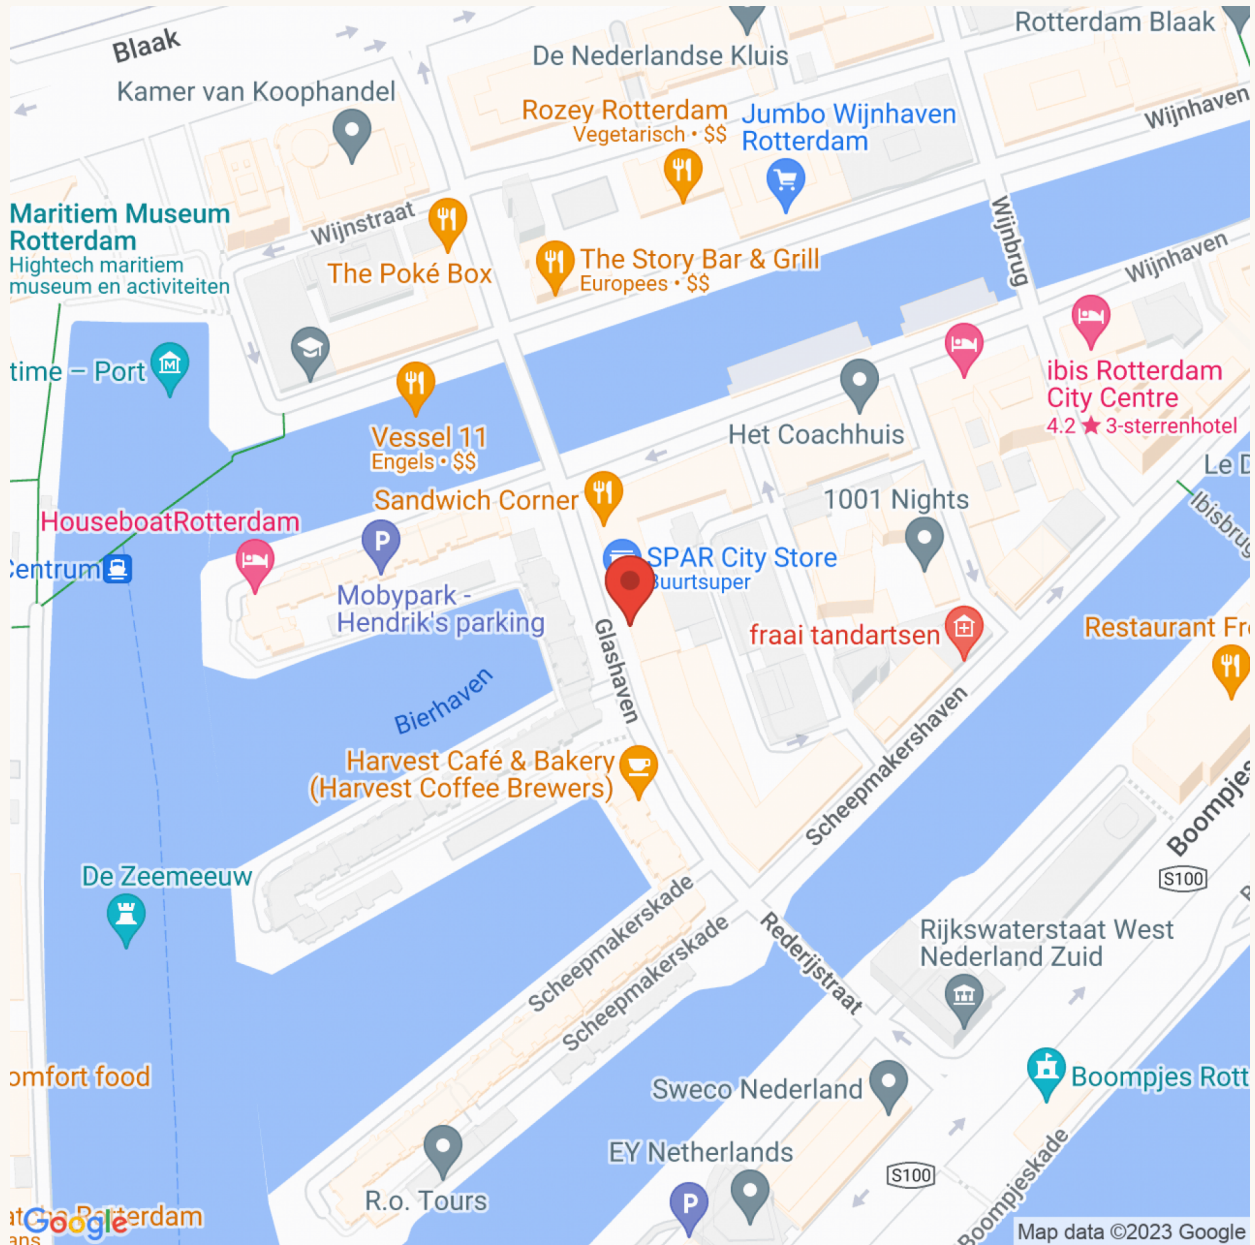 Blaak
Rotterdam Blaak
De Nederlandse Kluis
Kamer van Koophandel
Rozey Rotterdam
Vegetarisch • $$
Jumbo Wijnhaven
Rotterdam
Wijnhaven
Maritiem Museum
Rotterdam
Hightech maritiem
museum en activiteiten
Wijnstraat
The Poké Box
The Story Bar & Grill
Europees • $$
Wijnbrug
Wijnhaven
time – Port
M
ibis Rotterdam
City Centre
4.2 ★ 3-sterrenhotel
Vessel 11
Engels • $$
Het Coachhuis
Le D
Sandwich Corner
1001 Nights
Ibisbrug
HouseboatRotterdam
P
SPAR City Store
Buurtsuper
Centrum
Mobypark -
Hendrik's parking
Glashaven
fraai tandartsen
Restaurant Fr
Bierhaven
Harvest Café & Bakery
(Harvest Coffee Brewers)
Scheepmakershaven
Boompjes
S100
De Zeemeeuw
Scheepmakerskade
Scheepmakerskade
Rederijstraat
Rijkswaterstaat West
Nederland Zuid
omfort food
Sweco Nederland
Boompjes Rott
EY Netherlands
S100
Boompjeskade
R.o. Tours
P
Rotterdam
ans
Google
Map data ©2023 Google